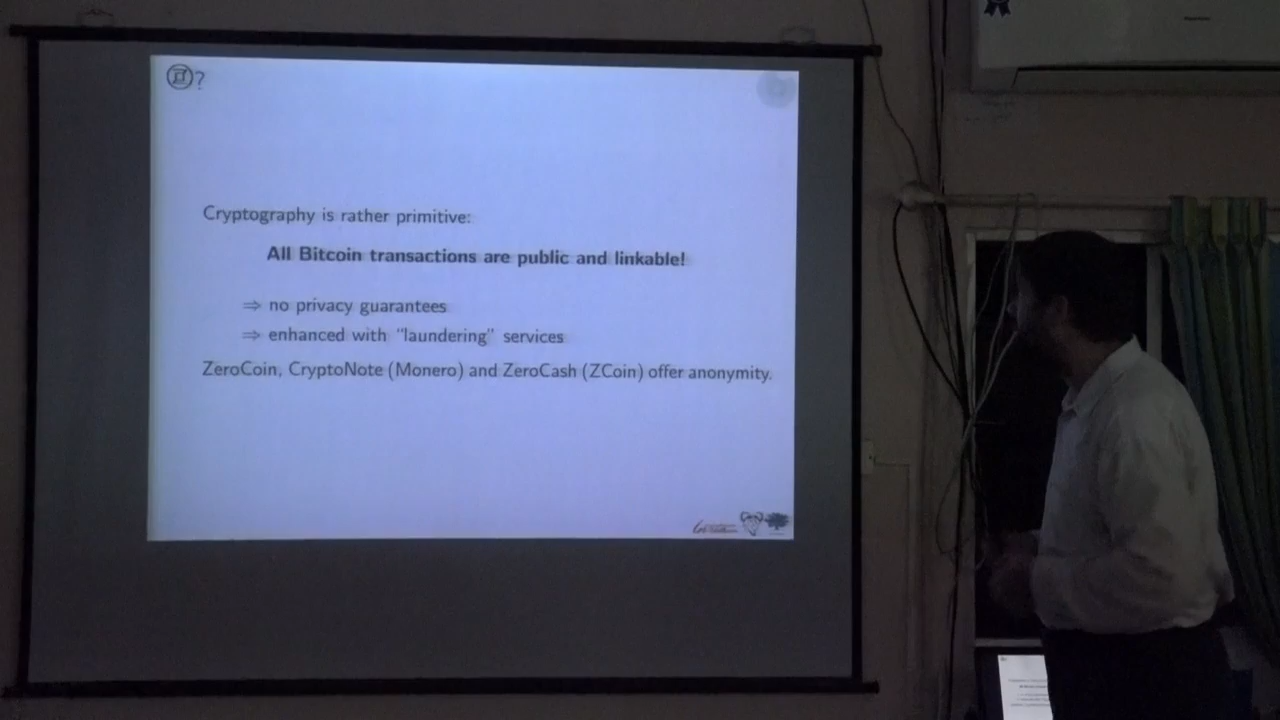 ?
Cryptography is rather primitive:
All Bitcoin transactions are public and linkable!
⇒ no privacy guarantees
⇒ enhanced with “laundering” services
ZeroCoin, CryptoNote (Monero) and ZeroCash (ZCoin) offer anonymity.